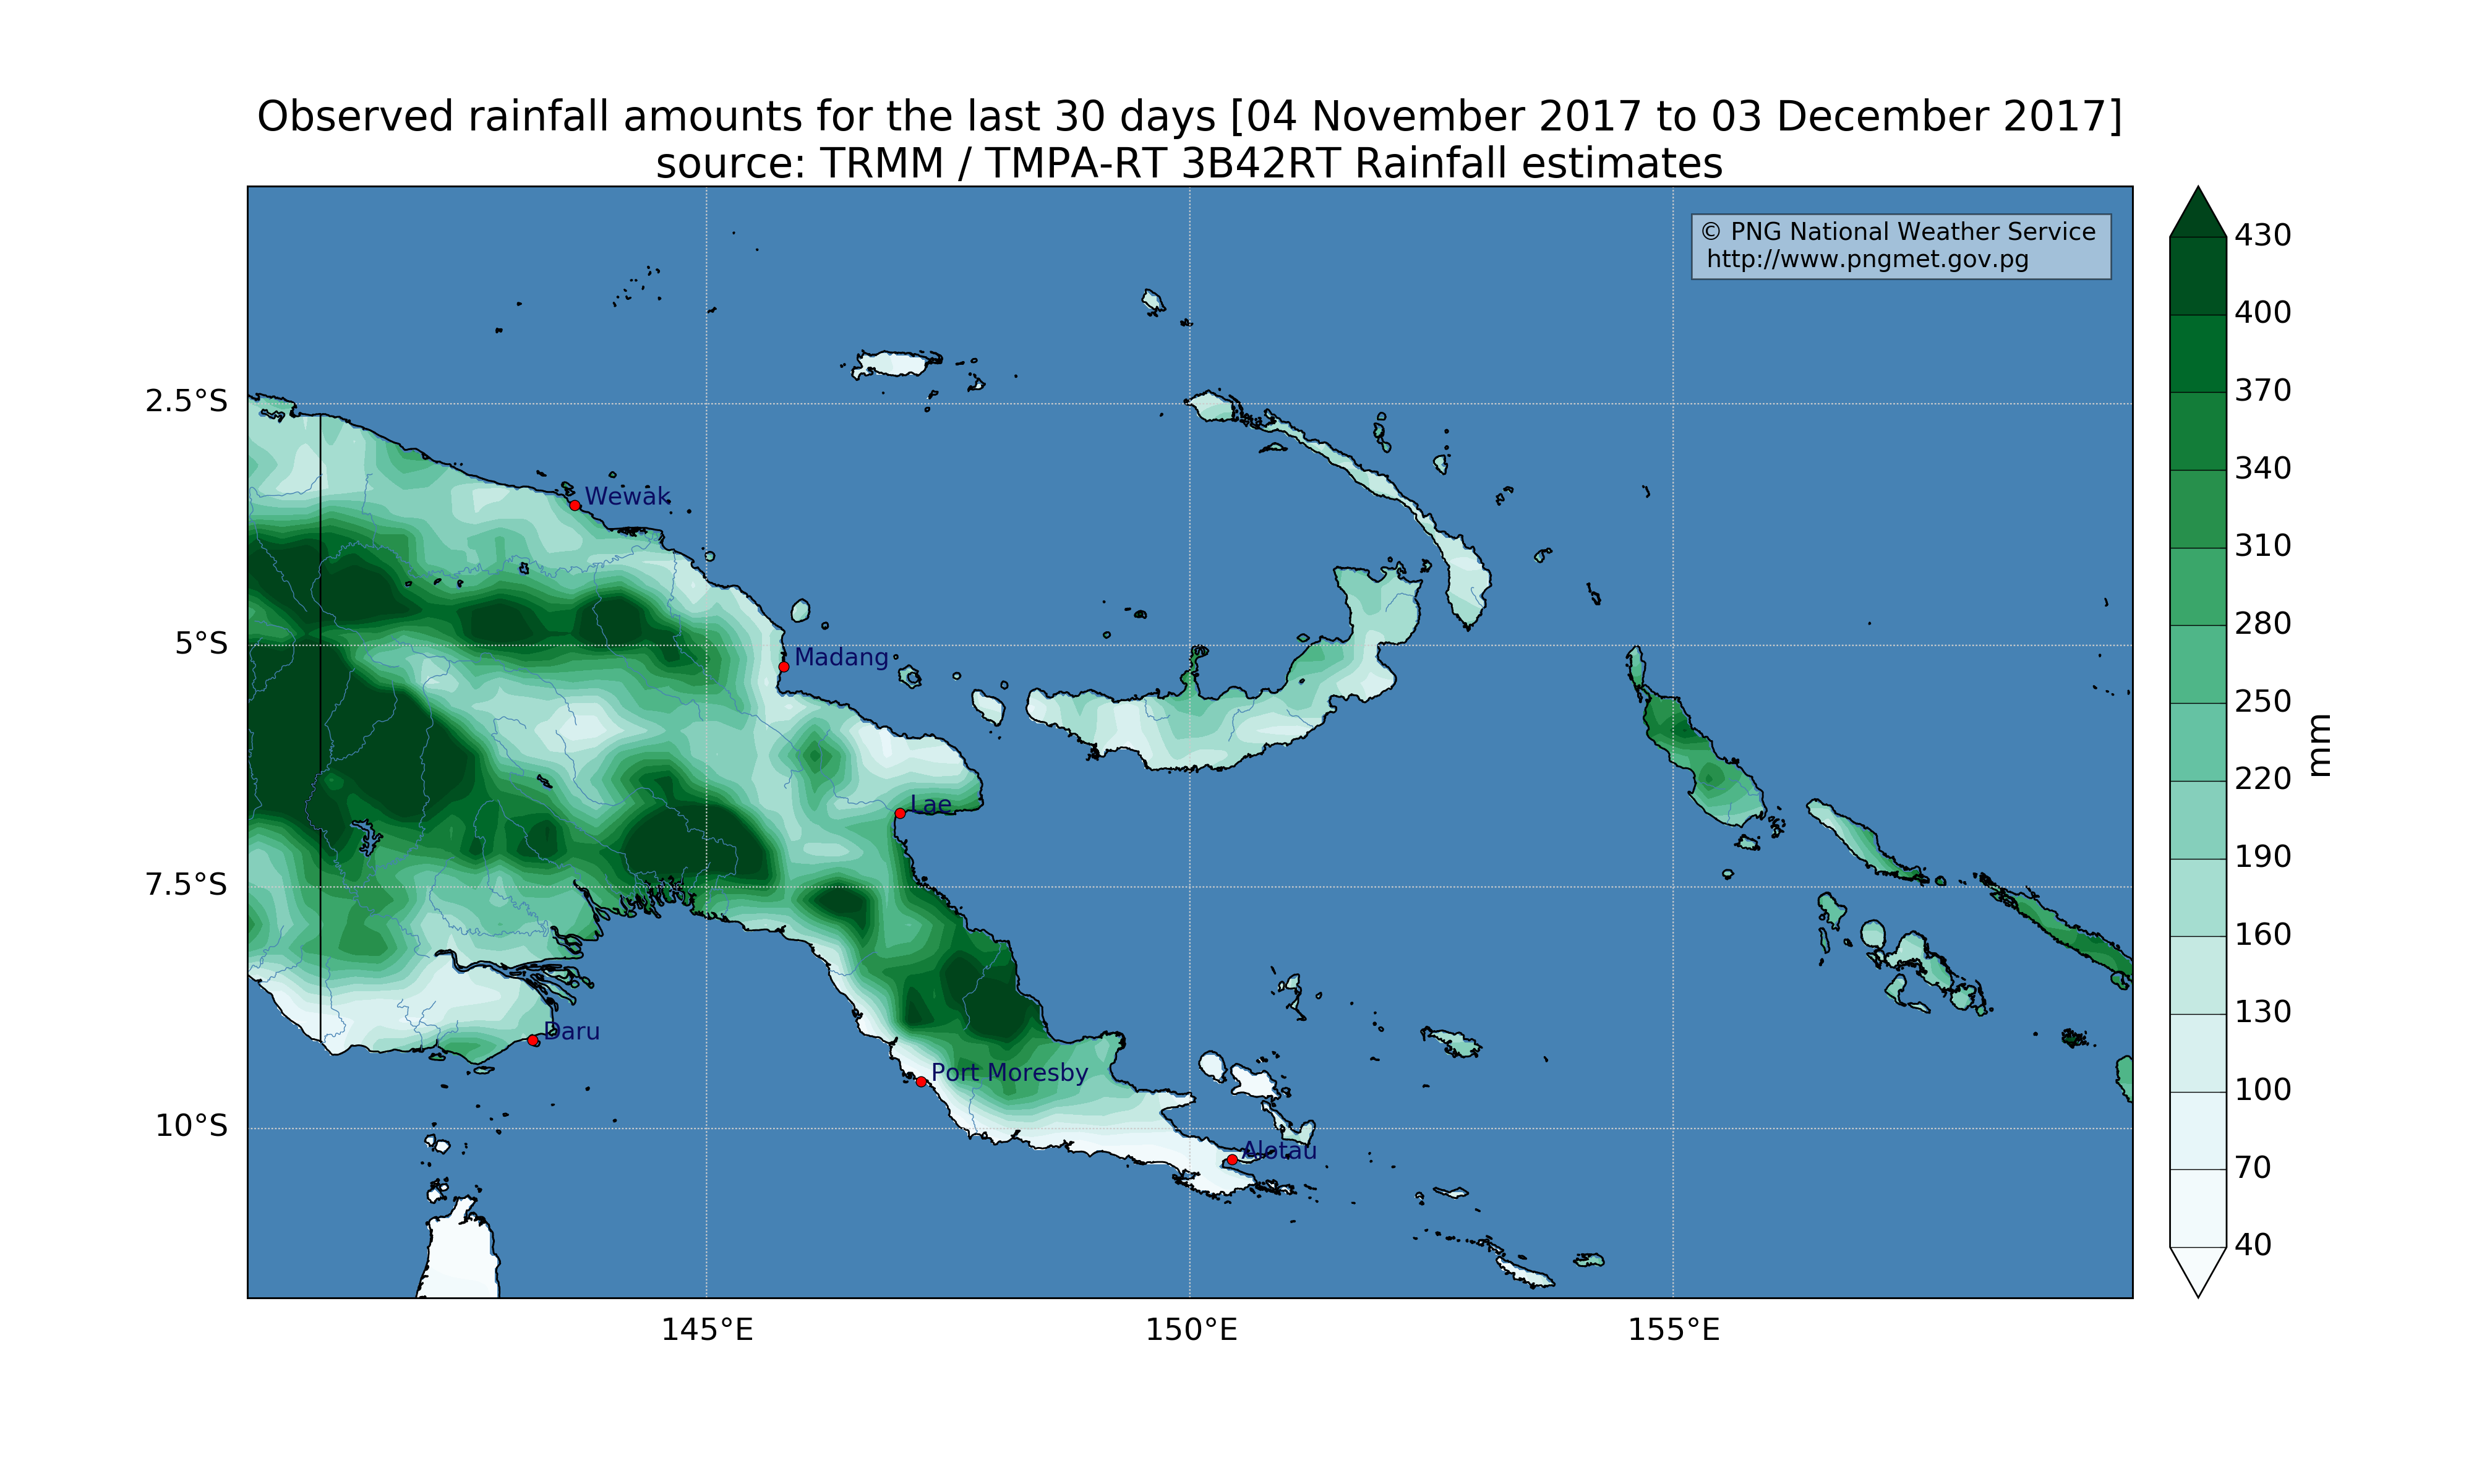 Observed rainfall amounts for the last 30 days [04 November 2017 to 03 December 2017]
source: TRMM / TMPA-RT 3B42RT Rainfall estimates
© PNG National Weather Service
http://www.pngmet.gov.pg
430
400
370
340
310
280
250
220
190
160
130
100
70
40
mm
2.5°S
5°S
7.5°S
10°S
Wewak
Madang
Lae
Daru
Port Moresby
Alotau
145°E
150°E
155°E